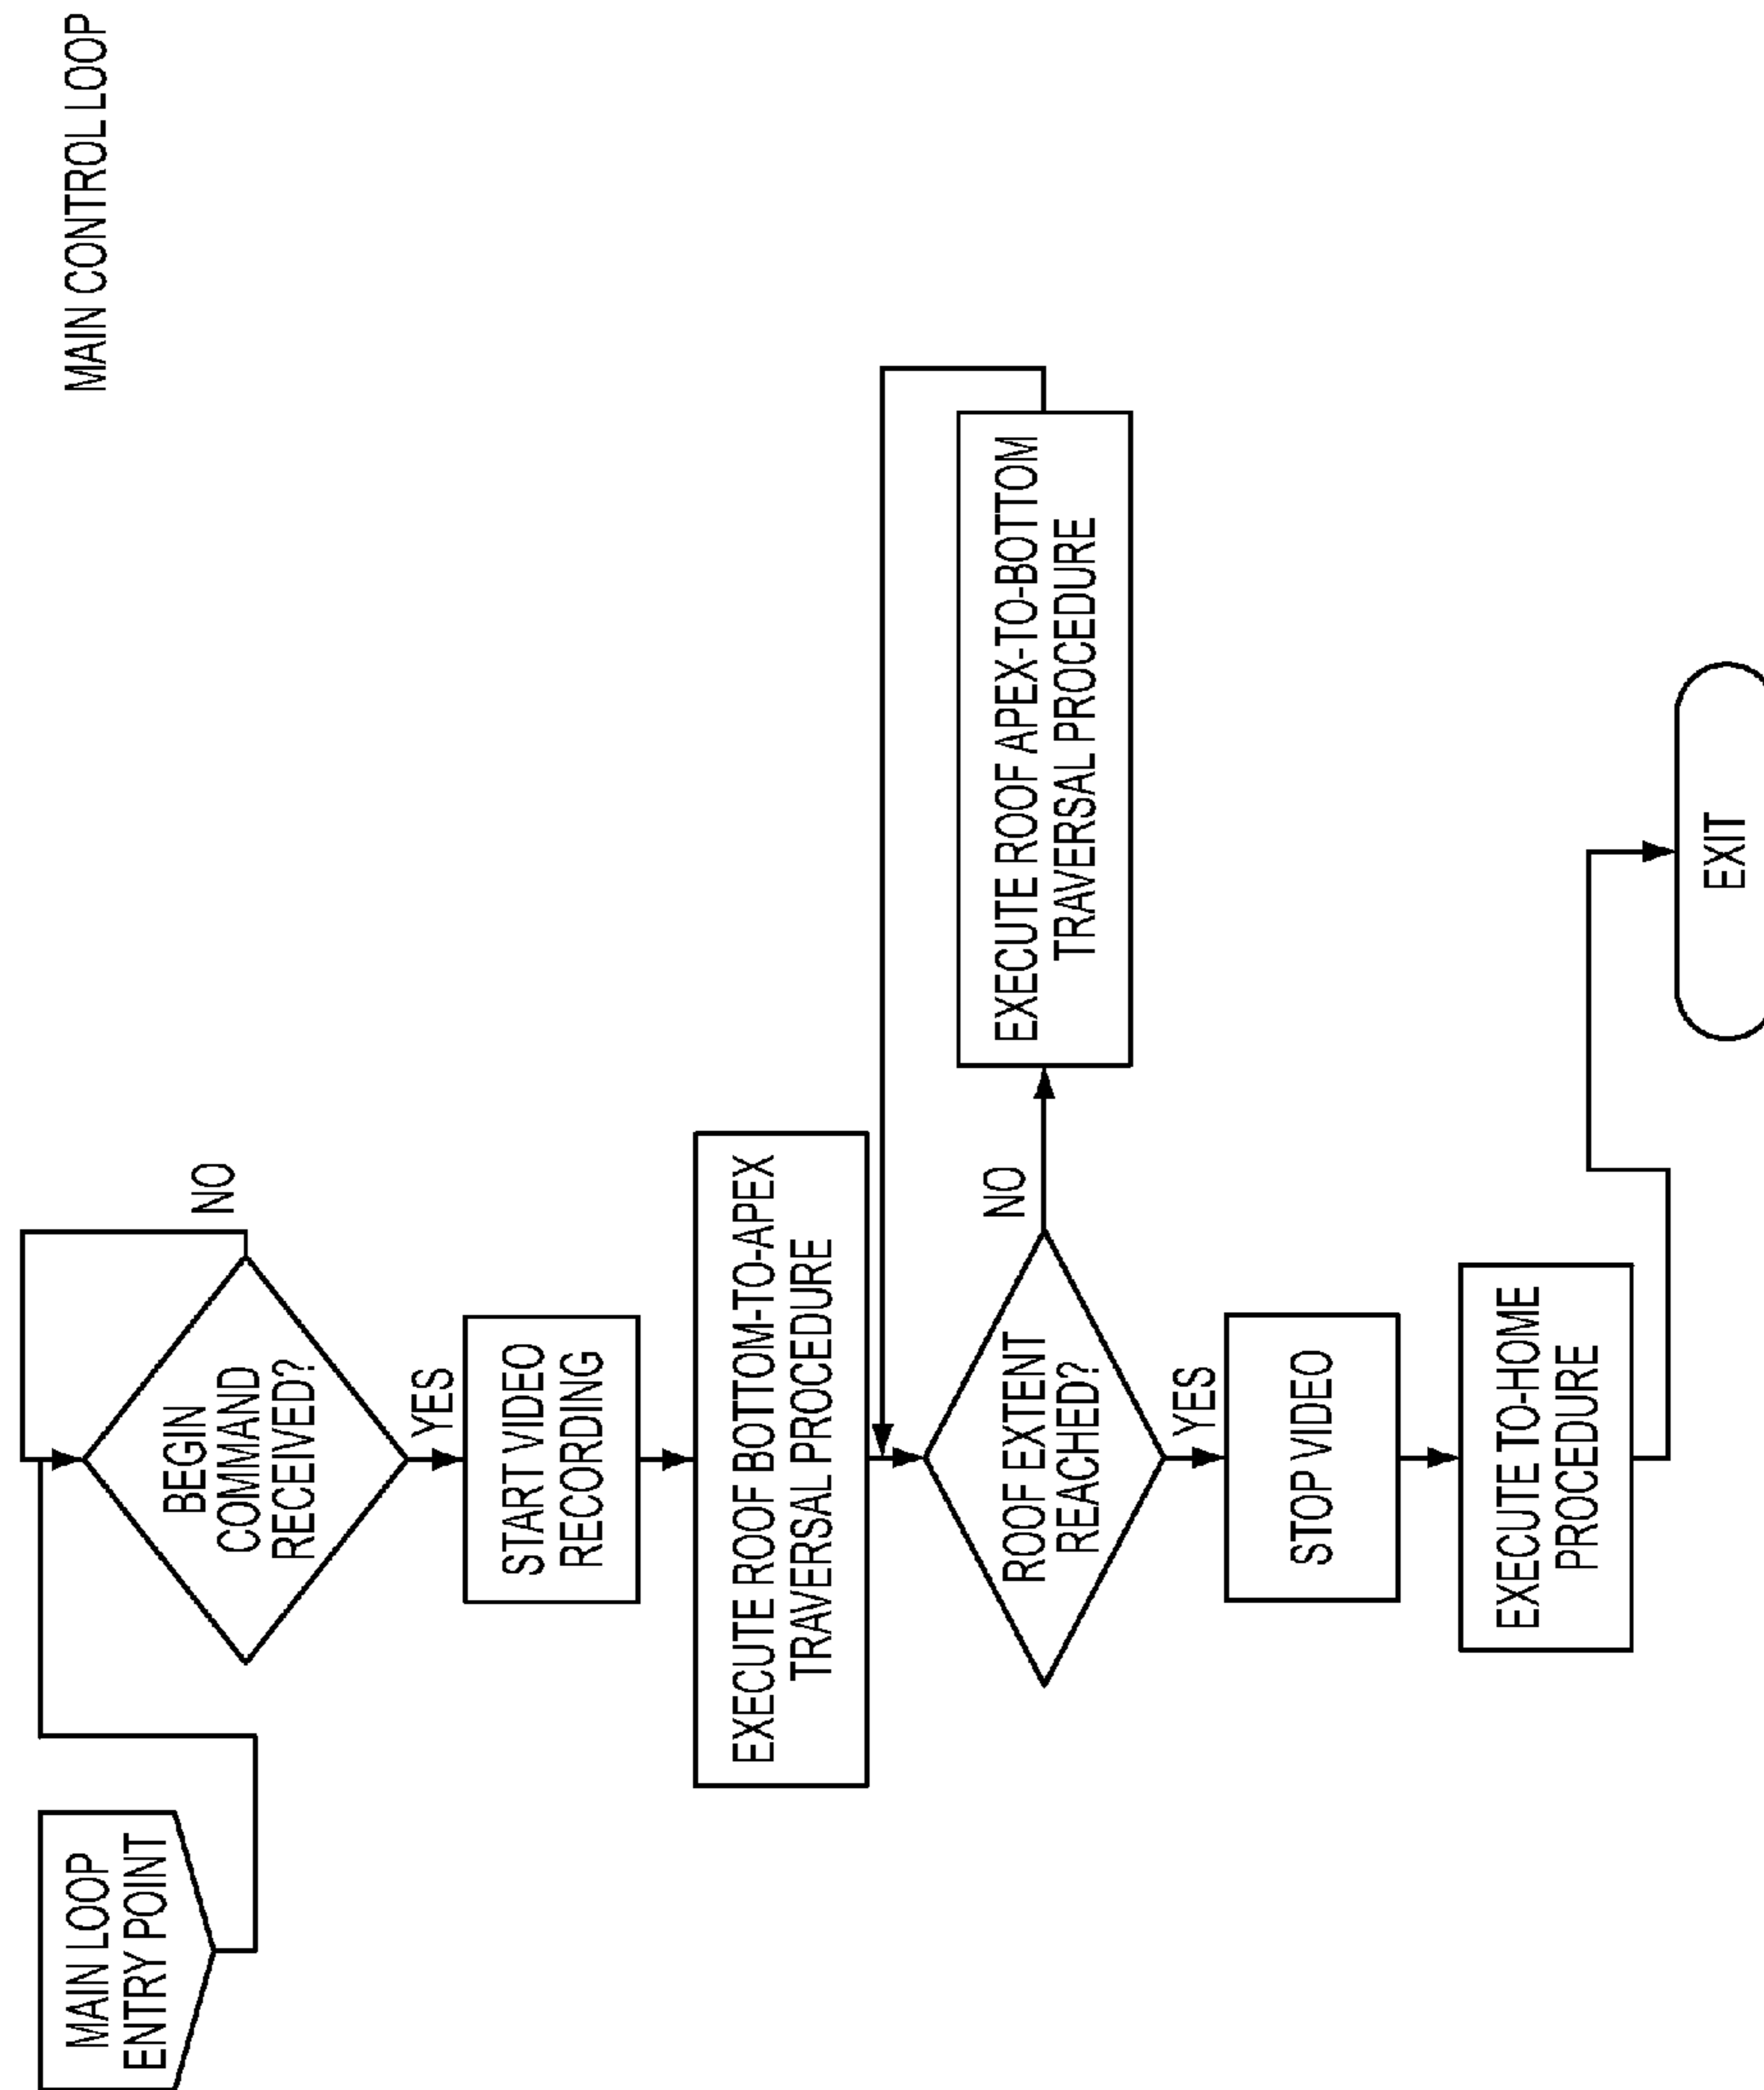 MAIN CONTROL LOOP
MAIN LOOP
ENTRY POINT
BEGIN
COMMAND
RECEIVED?
NO
YES
START VIDEO
RECORDING
EXECUTE ROOF BOTTOM-TO-APEX
TRAVERSAL PROCEDURE
ROOF EXTENT
REACHED?
NO
EXECUTE ROOF APEX-TO-BOTTOM
TRAVERSAL PROCEDURE
YES
STOP VIDEO
EXECUTE TO-HOME
PROCEDURE
EXIT